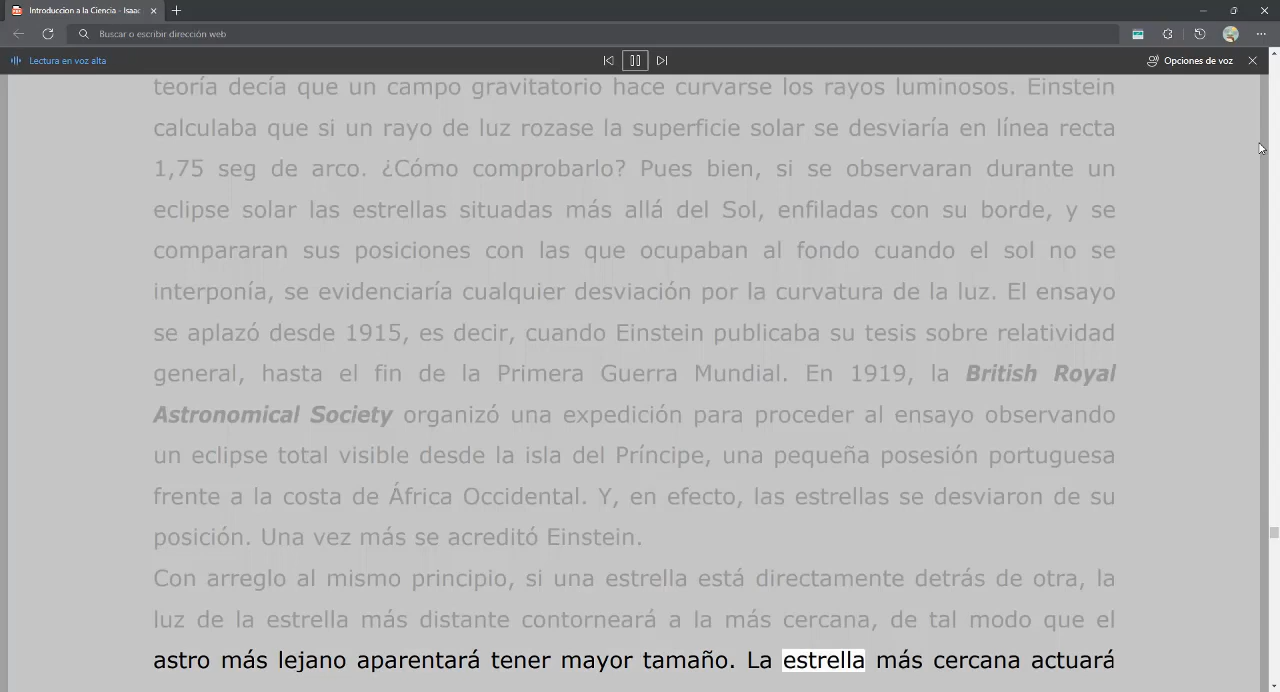 Introduccion a la Ciencia - Isaac
Buscar o escribir dirección web
Lectura en voz alta
Opciones de voz
teoría decía que un campo gravitatorio hace curvarse los rayos luminosos. Einstein
calculaba que si un rayo de luz rozase la superficie solar se desviaría en línea recta
1,75 seg de arco. ¿Cómo comprobarlo? Pues bien, si se observaran durante un
eclipse solar las estrellas situadas más allá del Sol, enfiladas con su borde, y se
compararan sus posiciones con las que ocupaban al fondo cuando el sol no se
interponía, se evidenciaría cualquier desviación por la curvatura de la luz. El ensayo
se aplazó desde 1915, es decir, cuando Einstein publicaba su tesis sobre relatividad
general, hasta el fin de la Primera Guerra Mundial. En 1919, la British Royal
Astronomical Society organizó una expedición para proceder al ensayo observando
un eclipse total visible desde la isla del Príncipe, una pequeña posesión portuguesa
frente a la costa de África Occidental. Y, en efecto, las estrellas se desviaron de su
posición. Una vez más se acreditó Einstein.
Con arreglo al mismo principio, si una estrella está directamente detrás de otra, la
luz de la estrella más distante contorneará a la más cercana, de tal modo que el
astro más lejano aparentará tener mayor tamaño. La estrella más cercana actuará